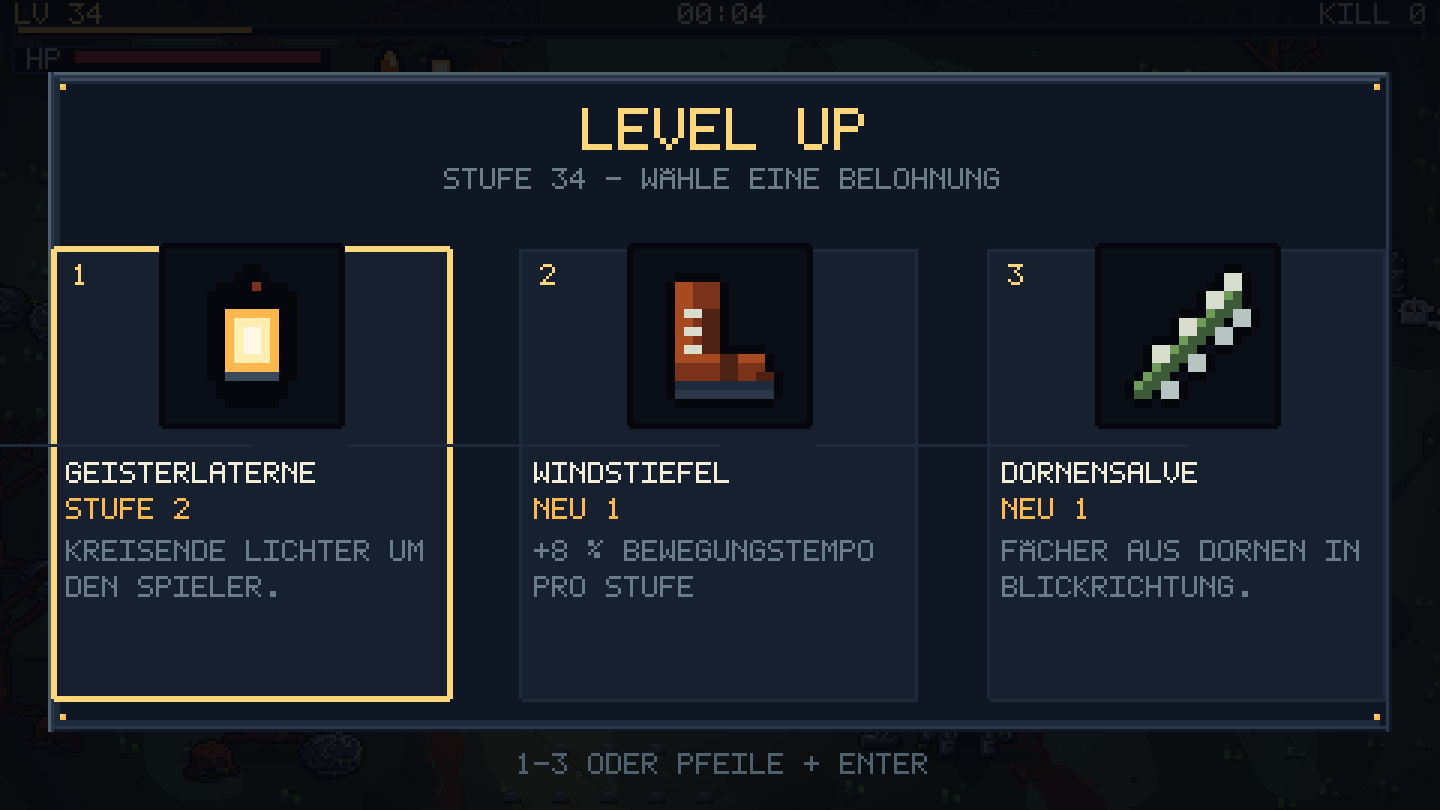 LV 34
00:04
KILL 0
HP
LEVEL UP
STUFE 34 – WÄHLE EINE BELOHNUNG
1
2
3
GEISTERLATERNE
STUFE 2
KREISENDE LICHTER UM
DEN SPIELER.
WINDSTIEFEL
NEU 1
+8 % BEWEGUNGSTEMPO
PRO STUFE
DORNENSALVE
NEU 1
FÄCHER AUS DORNEN IN
BLICKRICHTUNG.
1–3 ODER PFEILE + ENTER